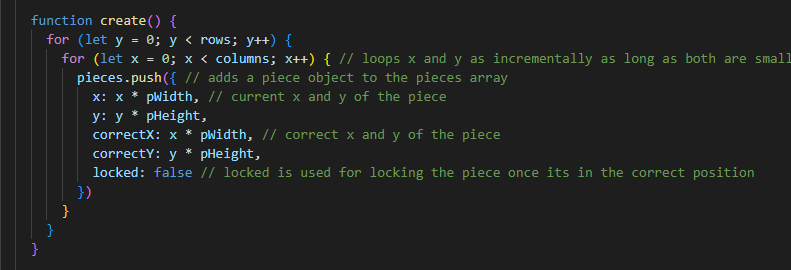 function create() {
for (let y = 0; y < rows; y++) {
for (let x = 0; x < columns; x++) { // loops x and y as incrementally as long as both are small
pieces.push({ // adds a piece object to the pieces array
x: x * pWidth, // current x and y of the piece
y: y * pHeight,
correctX: x * pWidth, // correct x and y of the piece
correctY: y * pHeight,
locked: false // locked is used for locking the piece once its in the correct position
})
}
}
}